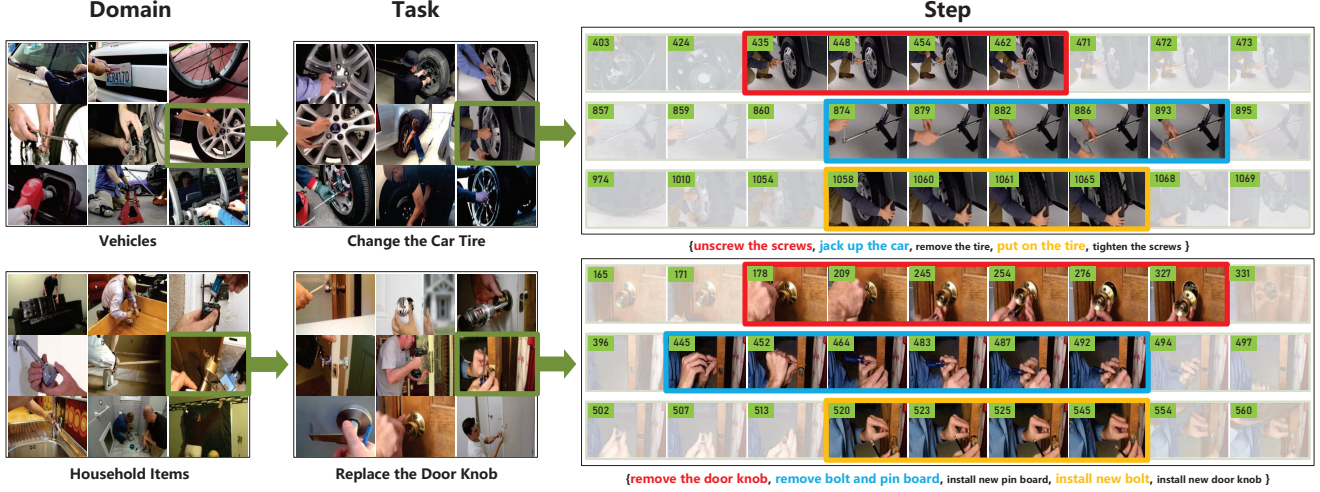 Domain
Task
Step
403 424 435 448 454 462 471 472 473
857 859 860 874 879 882 886 893 895
974 1010 1054 1058 1060 1061 1065 1068 1069
Vehicles
Change the Car Tire
{unscrew the screws, jack up the car, remove the tire, put on the tire, tighten the screws }
165 171 178 209 245 254 276 327 331
396 445 452 464 483 487 492 494 497
502 507 513 520 523 525 545 554 560
Household Items
Replace the Door Knob
{remove the door knob, remove bolt and pin board, install new pin board, install new bolt, install new door knob }